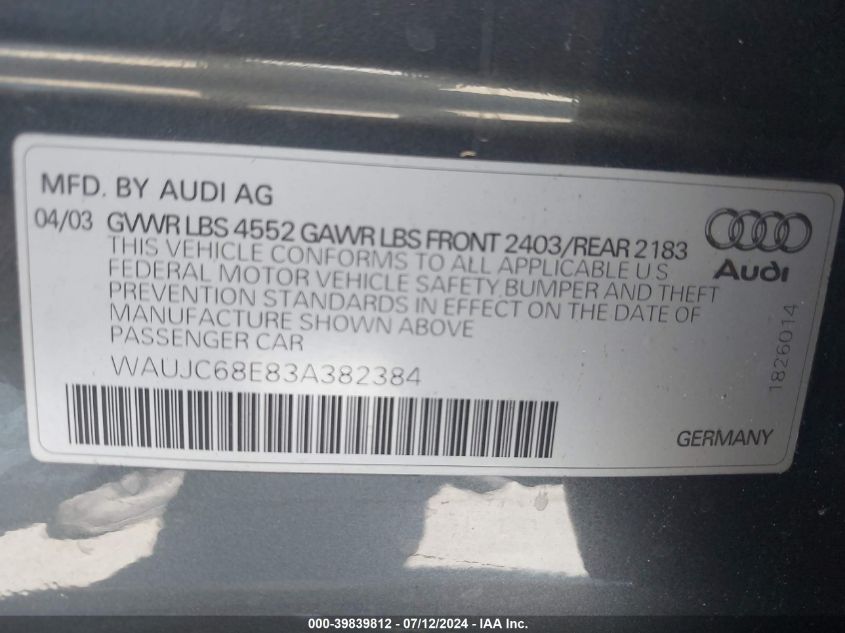 MFD. BY AUDI AG
04/03 GVWR LBS 4552 GAWR LBS FRONT 2403/REAR 2183
THIS VEHICLE CONFORMS TO ALL APPLICABLE U.S.
FEDERAL MOTOR VEHICLE SAFETY, BUMPER AND THEFT
PREVENTION STANDARDS IN EFFECT ON THE DATE OF
MANUFACTURE SHOWN ABOVE
PASSENGER CAR
WAUJC68E83A382384
Audi
1826014
GERMANY
000-39839812 - 07/12/2024 - IAA Inc.